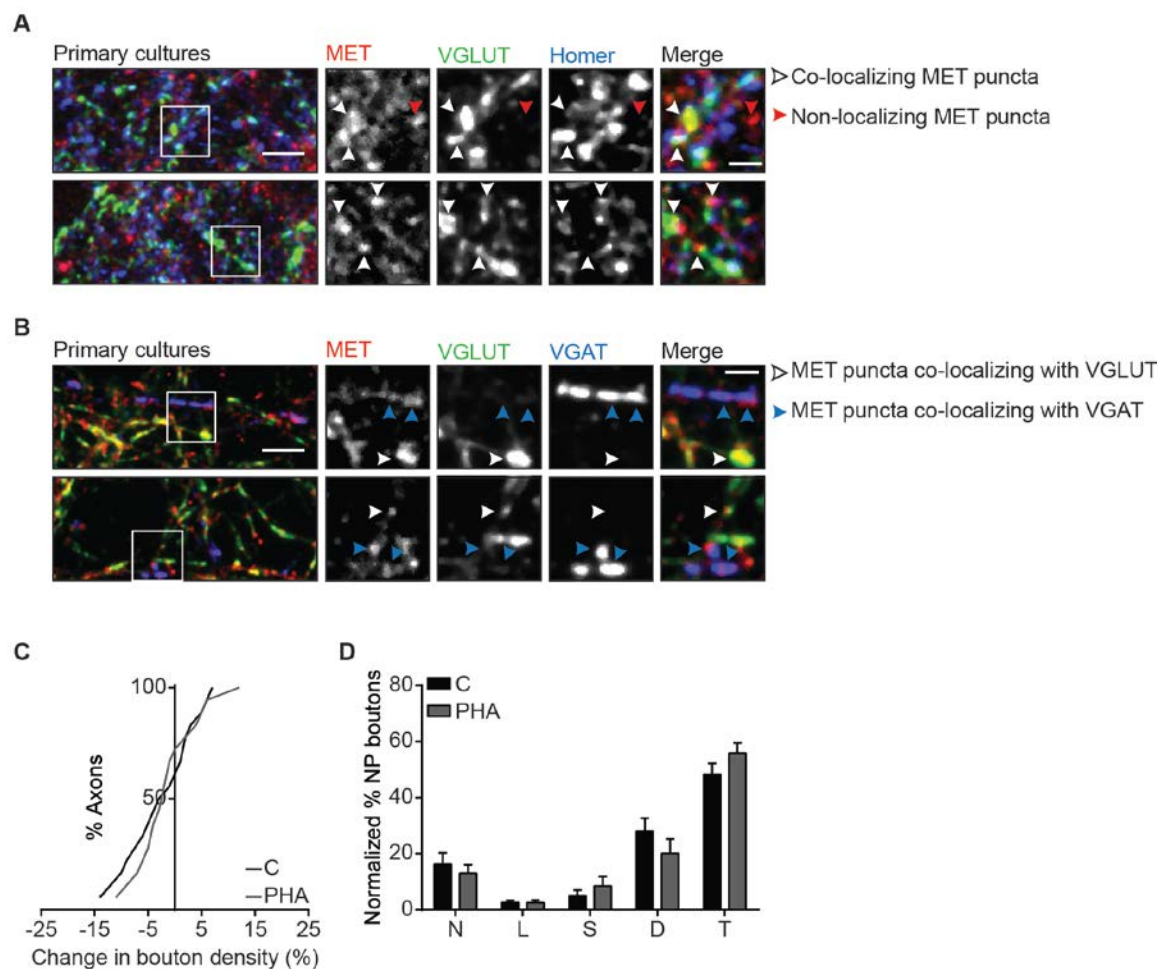 A
Primary cultures MET VGLUT Homer Merge
Co-localizing MET puncta
Non-localizing MET puncta
B
Primary cultures MET VGLUT VGAT Merge
MET puncta co-localizing with VGLUT
MET puncta co-localizing with VGAT
C
% Axons
100
50
C
PHA
-25 -15 -5 5 15 25
Change in bouton density (%)
D
Normalized % NP boutons
80
60
40
20
0
C
PHA
N L S D T